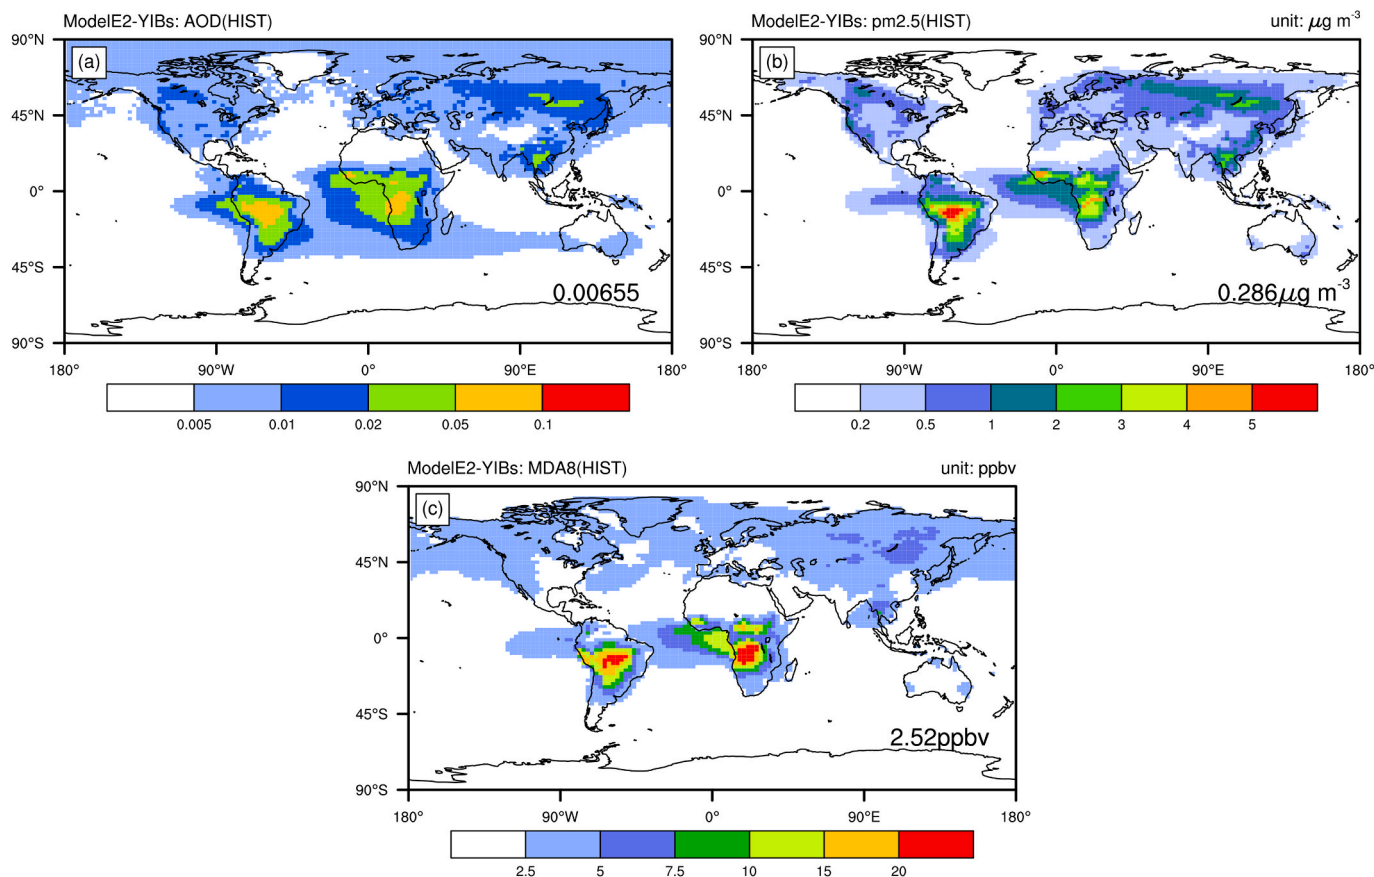 ModelE2-YIBs: AOD(HIST)
(a)
90°N
45°N
0°
45°S
90°S
0.00655
180° 90°W 0° 90°E 180°
0.005 0.01 0.02 0.05 0.1
ModelE2-YIBs: pm2.5(HIST) unit: μg m⁻³
(b)
90°N
45°N
0°
45°S
90°S
0.286μg m⁻³
180° 90°W 0° 90°E 180°
0.2 0.5 1 2 3 4 5
ModelE2-YIBs: MDA8(HIST) unit: ppbv
(c)
90°N
45°N
0°
45°S
90°S
2.52ppbv
180° 90°W 0° 90°E 180°
2.5 5 7.5 10 15 20